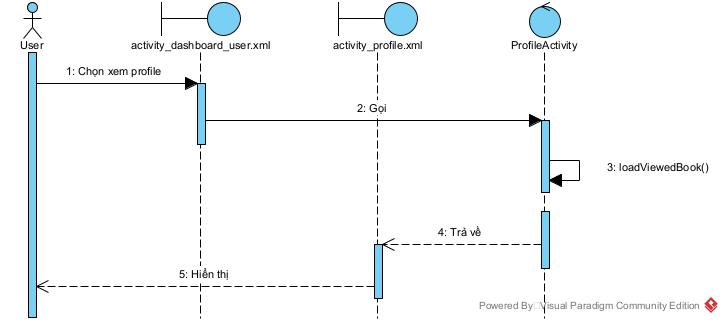 User
activity_dashboard_user.xml
activity_profile.xml
ProfileActivity
1: Chọn xem profile
2: Gọi
3: loadViewedBook()
4: Trả về
5: Hiển thị
Powered By Visual Paradigm Community Edition